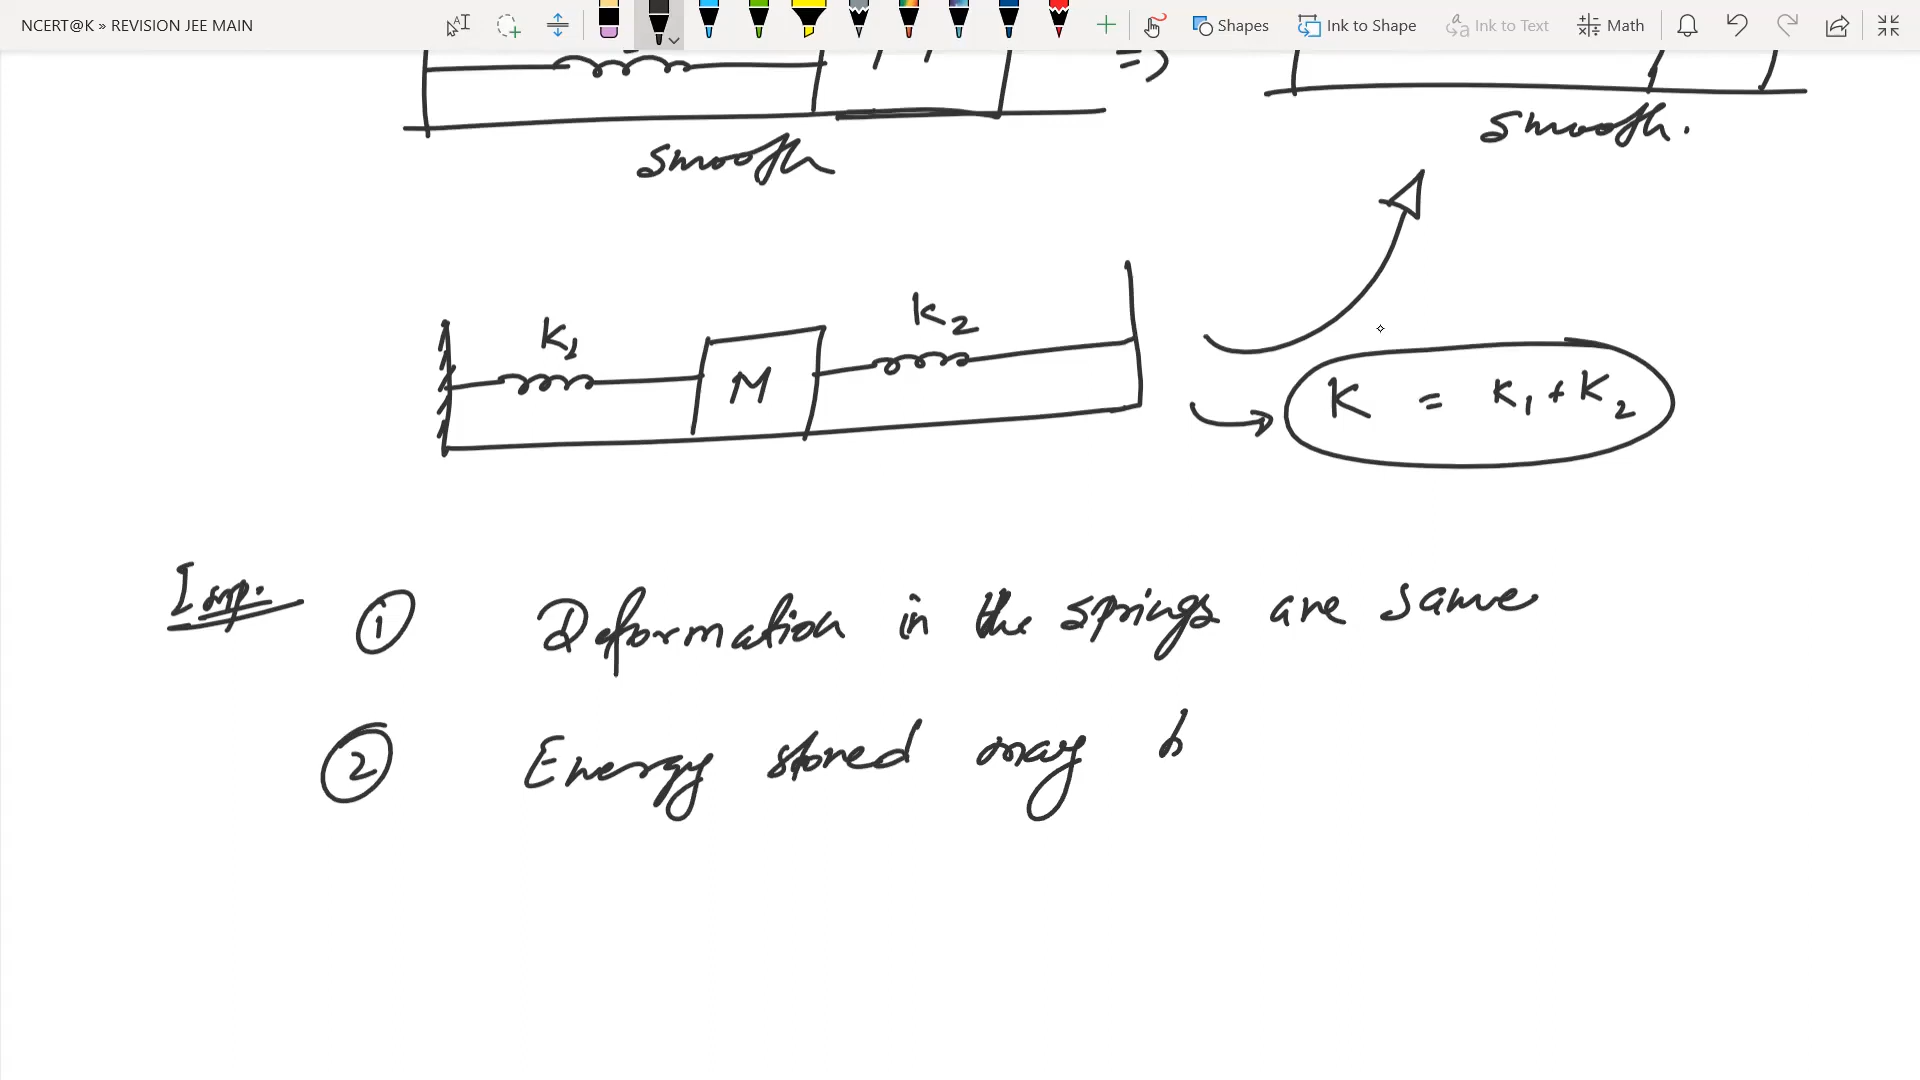 NCERT@K » REVISION JEE MAIN
Shapes
Ink to Shape
Ink to Text
Math
=>
smooth
smooth.
K1
K2
M
K = K1 + K2
Imp.
① Deformation in the springs are same
② Energy stored may b